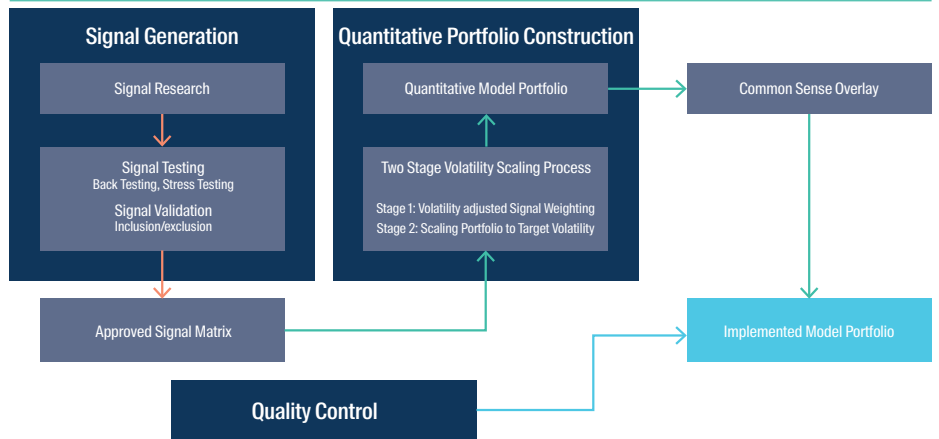 Signal Generation
Signal Research
Signal Testing
Back Testing, Stress Testing
Signal Validation
Inclusion/exclusion
Approved Signal Matrix
Quantitative Portfolio Construction
Quantitative Model Portfolio
Two Stage Volatility Scaling Process
Stage 1: Volatility adjusted Signal Weighting
Stage 2: Scaling Portfolio to Target Volatility
Common Sense Overlay
Implemented Model Portfolio
Quality Control